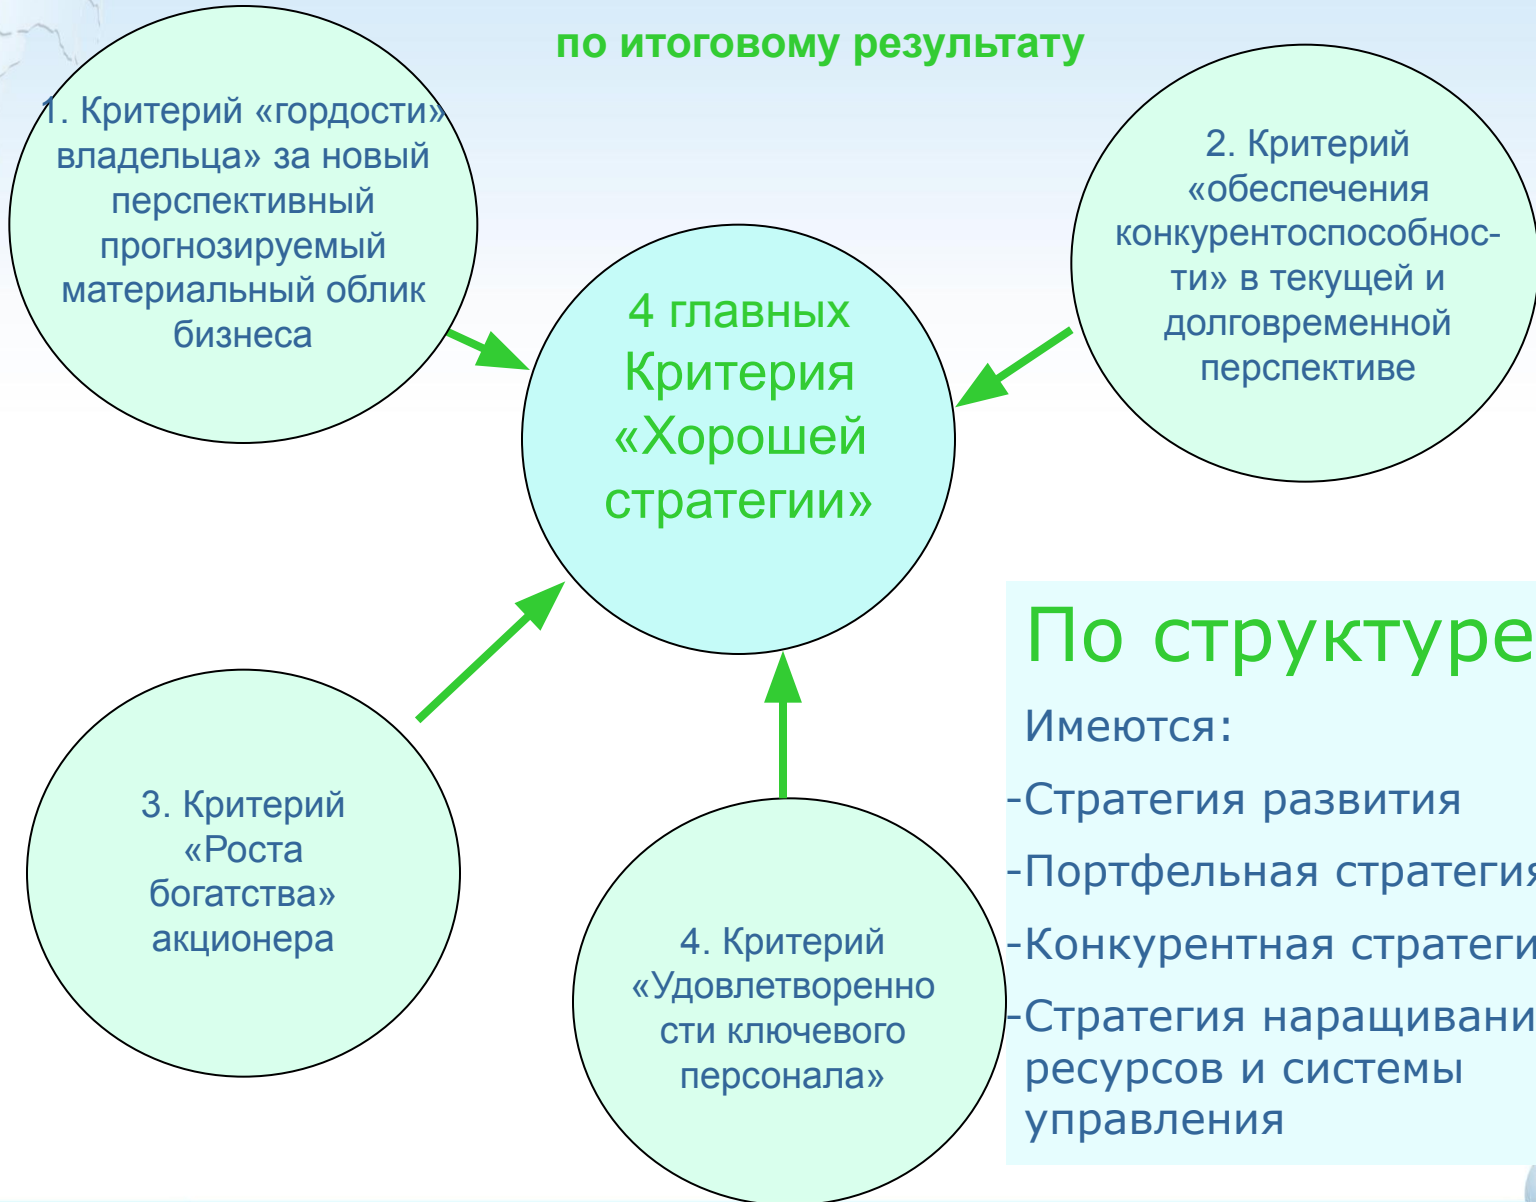 по итоговому результату
1. Критерий «гордости»
владельца» за новый
перспективный
прогнозируемый
материальный облик
бизнеса
2. Критерий
«обеспечения
конкурентоспособнос-
ти» в текущей и
долговременной
перспективе
4 главных
Критерия
«Хорошей
стратегии»
3. Критерий
«Роста
богатства»
акционера
4. Критерий
«Удовлетворенно
сти ключевого
персонала»
По структуре
Имеются:
-Стратегия развития
-Портфельная стратегия
-Конкурентная стратеги
-Стратегия наращивани
ресурсов и системы
управления